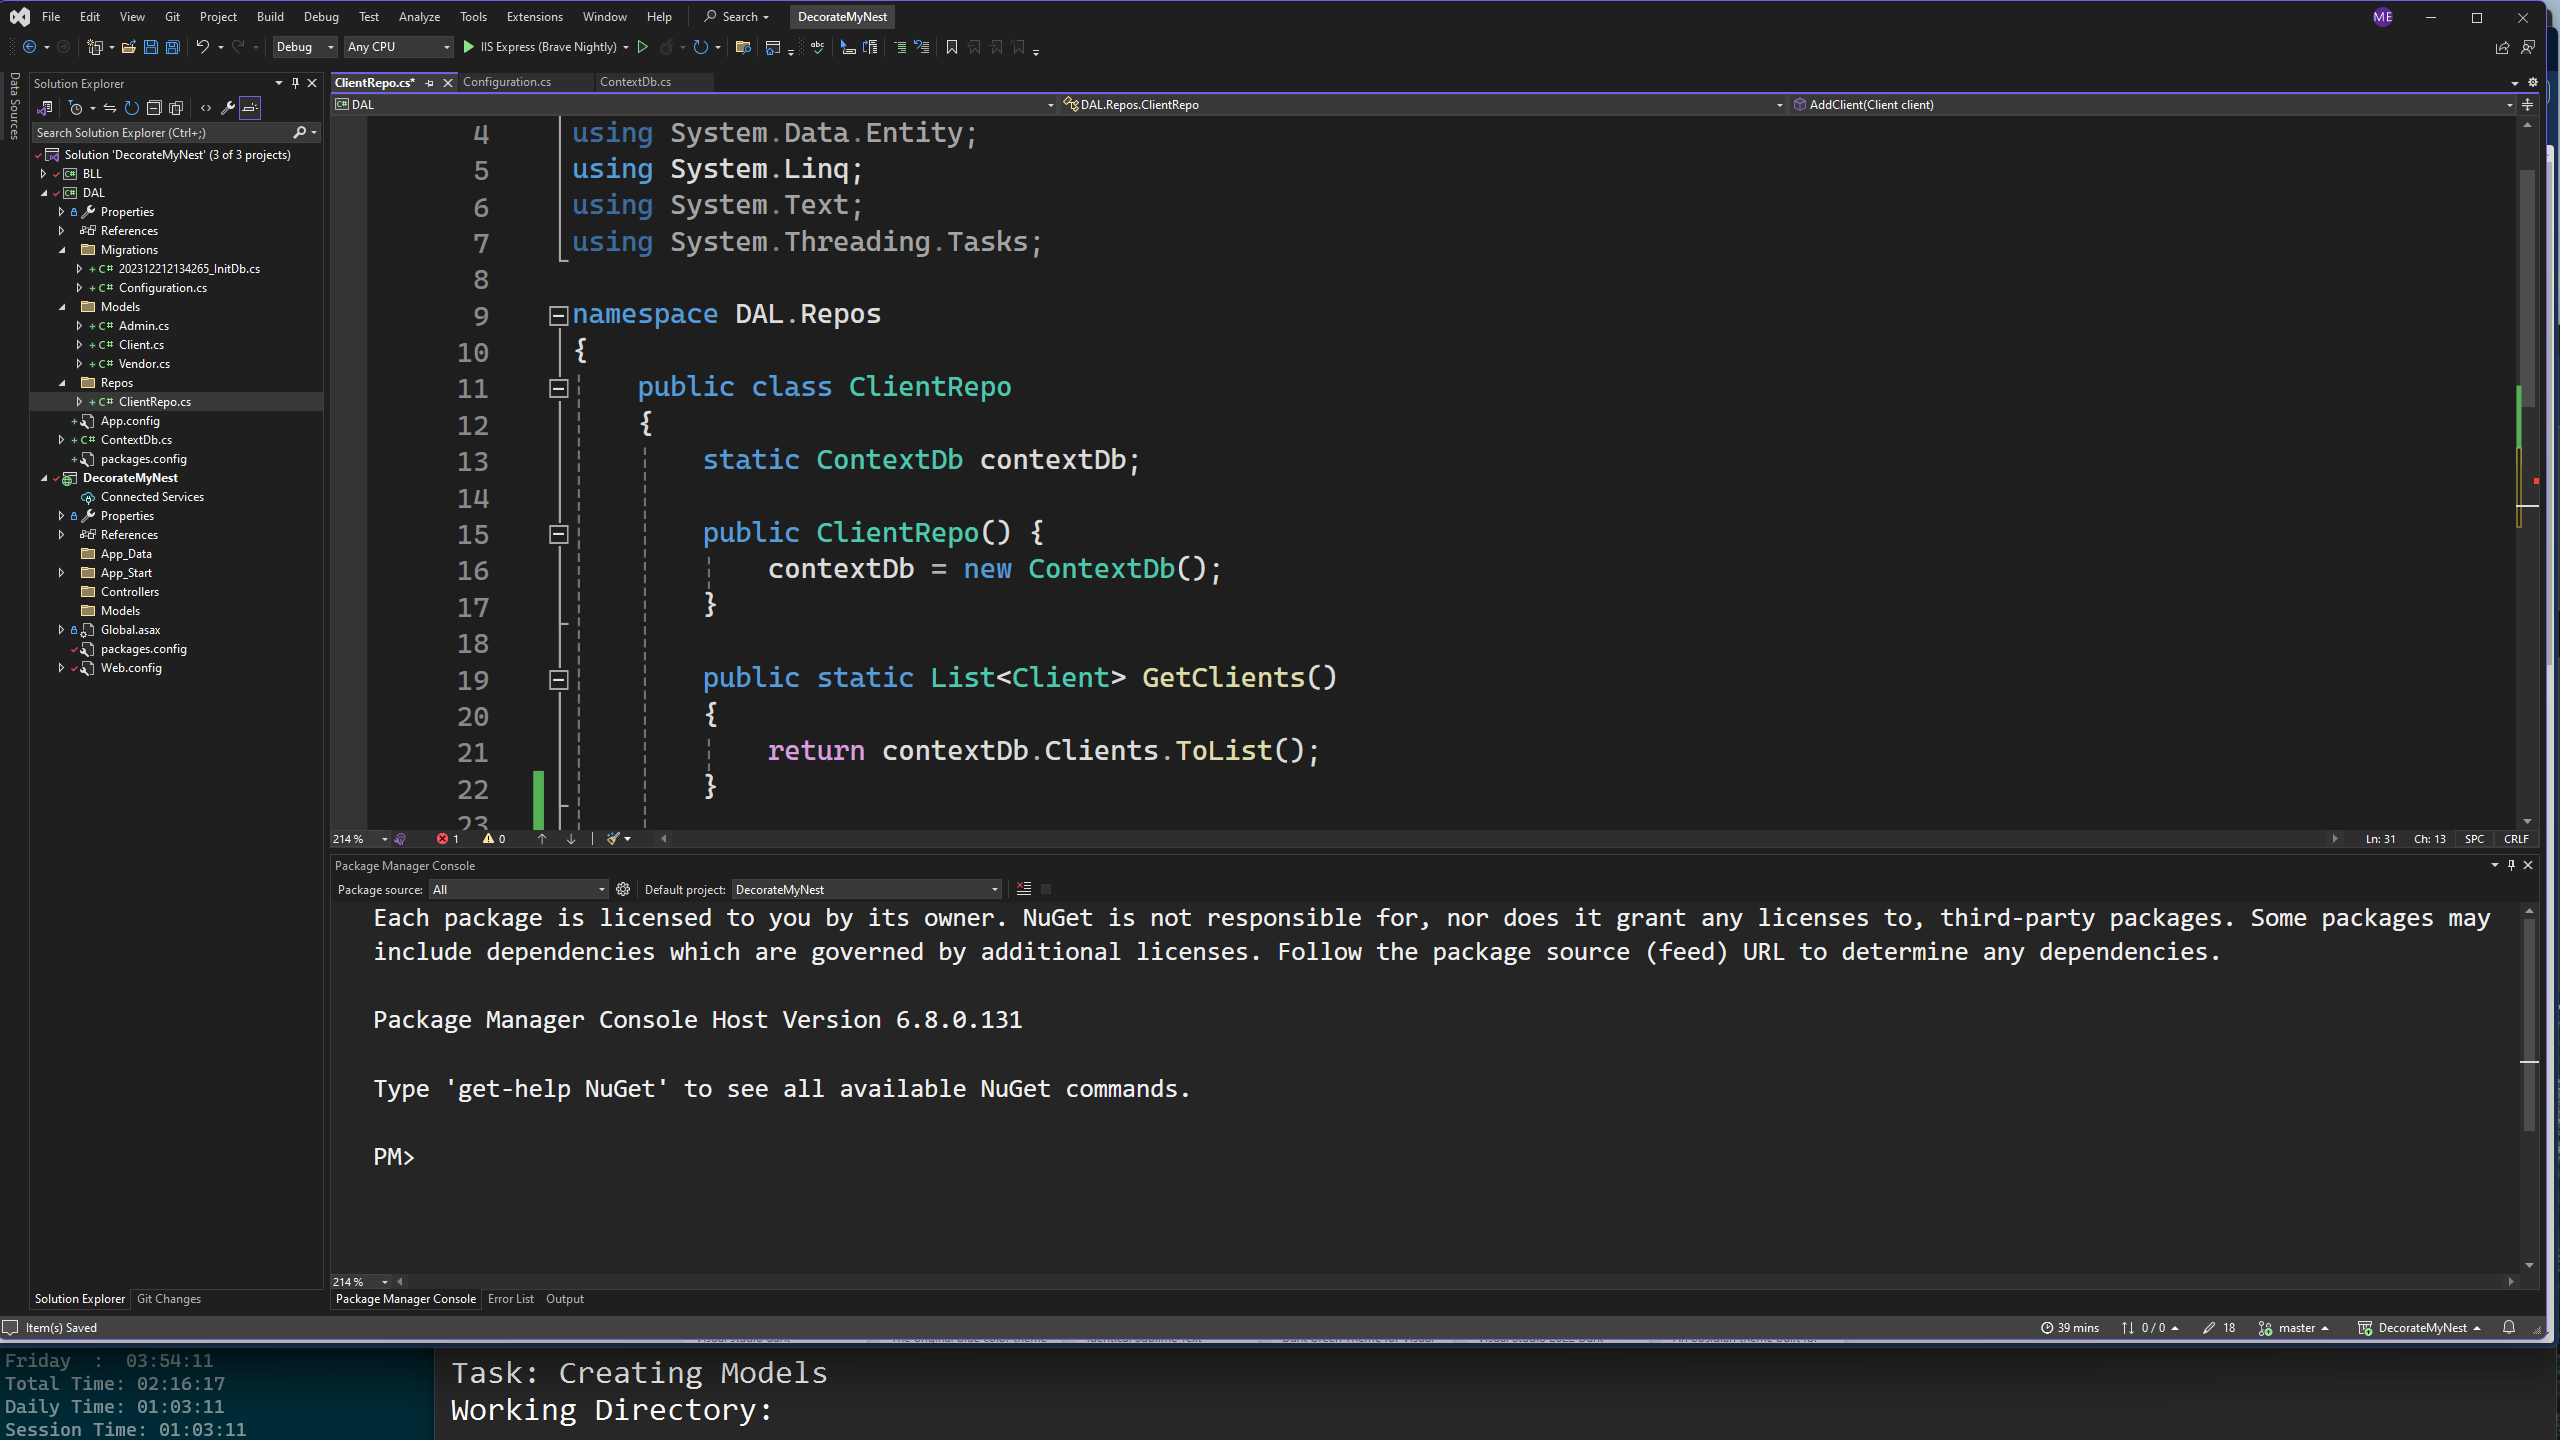 File Edit View Git Project Build Debug Test Analyze Tools Extensions Window Help Search DecorateMyNest ME
Debug Any CPU IIS Express (Brave Nightly)
Data Sources
Solution Explorer
Search Solution Explorer (Ctrl+;)
Solution 'DecorateMyNest' (3 of 3 projects)
BLL
DAL
Properties
References
Migrations
202312212134265_InitDb.cs
Configuration.cs
Models
Admin.cs
Client.cs
Vendor.cs
Repos
ClientRepo.cs
App.config
ContextDb.cs
packages.config
DecorateMyNest
Connected Services
Properties
References
App_Data
App_Start
Controllers
Models
Global.asax
packages.config
Web.config
Solution Explorer Git Changes
ClientRepo.cs* Configuration.cs ContextDb.cs
DAL DAL.Repos.ClientRepo AddClient(Client client)
4 using System.Data.Entity;
5 using System.Linq;
6 using System.Text;
7 using System.Threading.Tasks;
8
9 namespace DAL.Repos
10 {
11 public class ClientRepo
12 {
13 static ContextDb contextDb;
14
15 public ClientRepo() {
16 contextDb = new ContextDb();
17 }
18
19 public static List<Client> GetClients()
20 {
21 return contextDb.Clients.ToList();
22 }
23
214 % 1 0 Ln: 31 Ch: 13 SPC CRLF
Package Manager Console
Package source: All Default project: DecorateMyNest
Each package is licensed to you by its owner. NuGet is not responsible for, nor does it grant any licenses to, third-party packages. Some packages may
include dependencies which are governed by additional licenses. Follow the package source (feed) URL to determine any dependencies.
Package Manager Console Host Version 6.8.0.131
Type 'get-help NuGet' to see all available NuGet commands.
PM>
214 %
Package Manager Console Error List Output
Item(s) Saved 39 mins 0 / 0 18 master DecorateMyNest
Friday : 03:54:11
Total Time: 02:16:17
Daily Time: 01:03:11
Session Time: 01:03:11
Task: Creating Models
Working Directory: